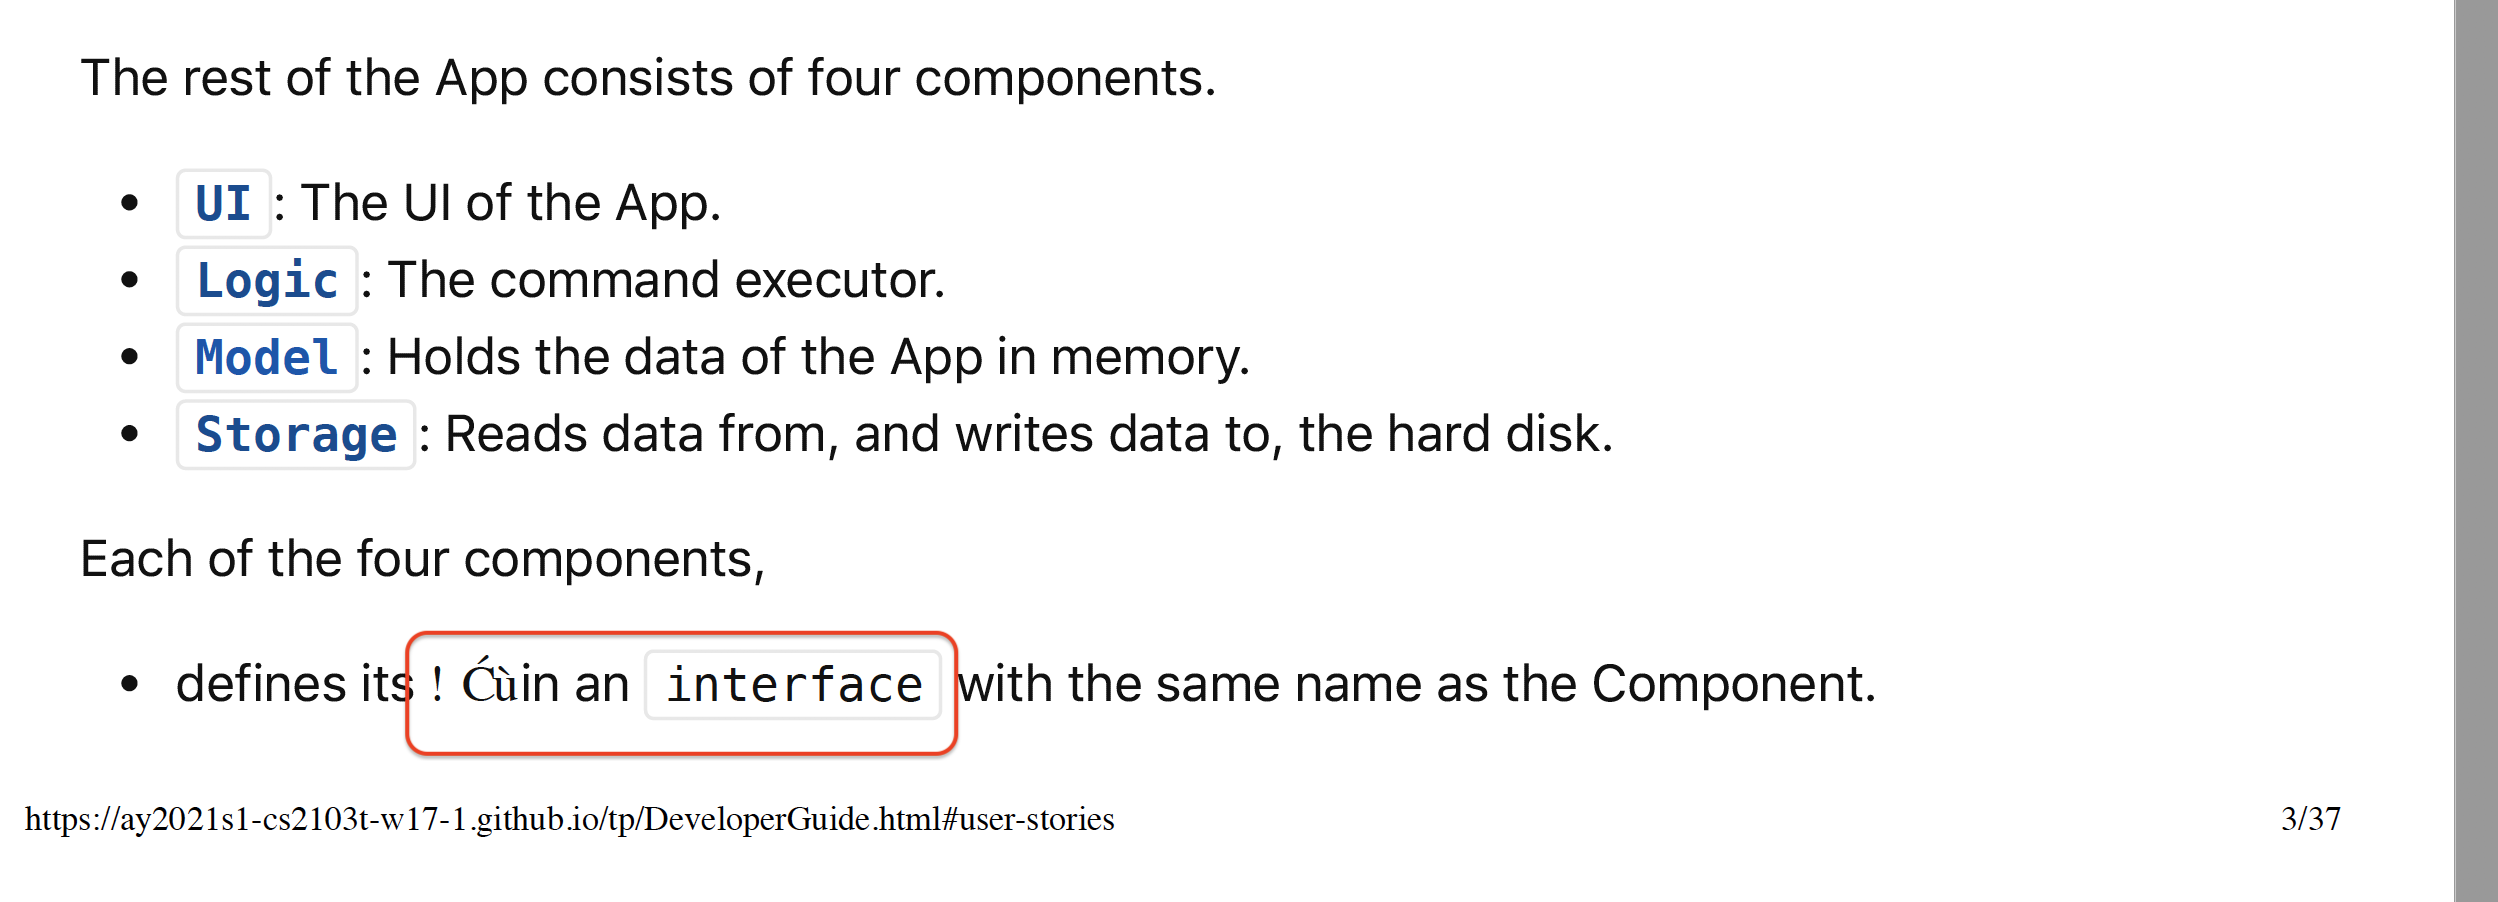 The rest of the App consists of four components.
• UI : The UI of the App.
• Logic : The command executor.
• Model : Holds the data of the App in memory.
• Storage : Reads data from, and writes data to, the hard disk.
Each of the four components,
• defines its ! Ćùin an interface with the same name as the Component.
https://ay2021s1-cs2103t-w17-1.github.io/tp/DeveloperGuide.html#user-stories 3/37